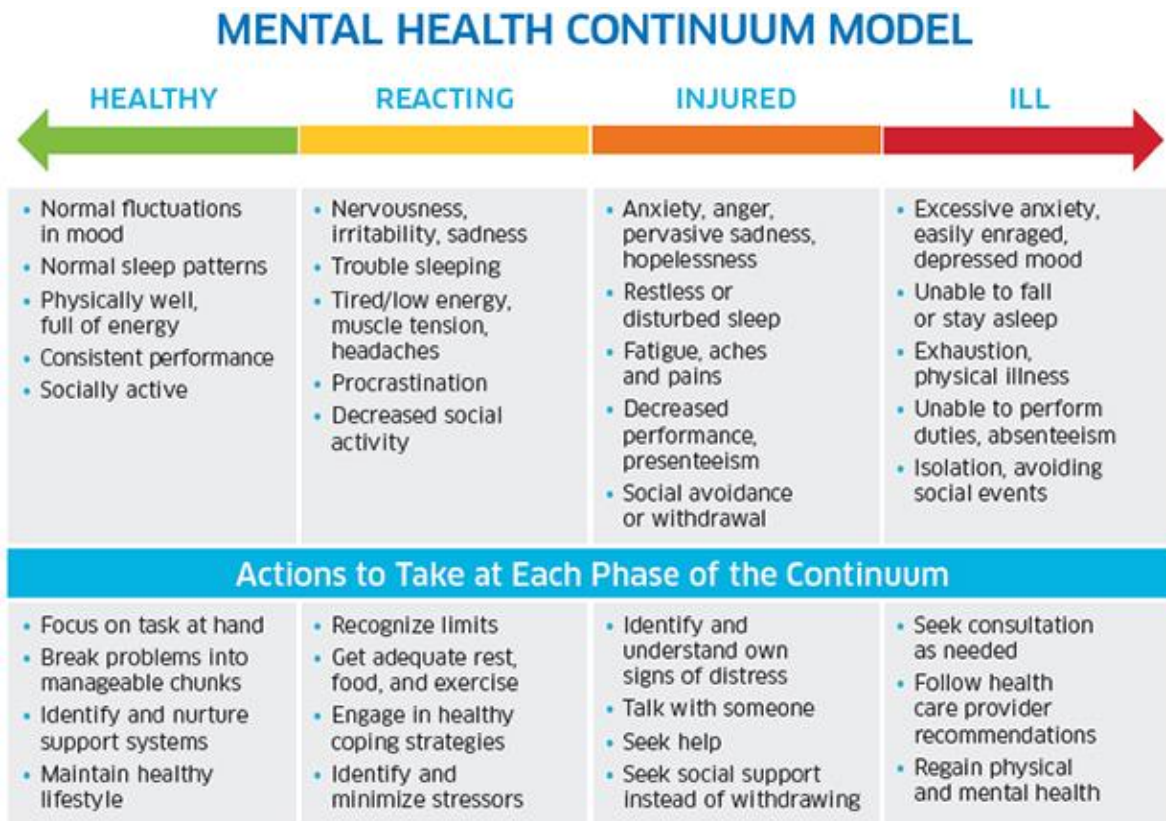 MENTAL HEALTH CONTINUUM MODEL
HEALTHY
REACTING
INJURED
ILL
• Normal fluctuations
in mood
• Normal sleep patterns
• Physically well,
full of energy
• Consistent performance
• Socially active
• Nervousness,
irritability, sadness
• Trouble sleeping
• Tired/low energy,
muscle tension,
headaches
• Procrastination
• Decreased social
activity
• Anxiety, anger,
pervasive sadness,
hopelessness
• Restless or
disturbed sleep
• Fatigue, aches
and pains
• Decreased
performance,
presenteeism
• Social avoidance
or withdrawal
• Excessive anxiety,
easily enraged,
depressed mood
• Unable to fall
or stay asleep
• Exhaustion,
physical illness
• Unable to perform
duties, absenteeism
• Isolation, avoiding
social events
Actions to Take at Each Phase of the Continuum
• Focus on task at hand
• Break problems into
manageable chunks
• Identify and nurture
support systems
• Maintain healthy
lifestyle
• Recognize limits
• Get adequate rest,
food, and exercise
• Engage in healthy
coping strategies
• Identify and
minimize stressors
• Identify and
understand own
signs of distress
• Talk with someone
• Seek help
• Seek social support
instead of withdrawing
• Seek consultation
as needed
• Follow health
care provider
recommendations
• Regain physical
and mental health